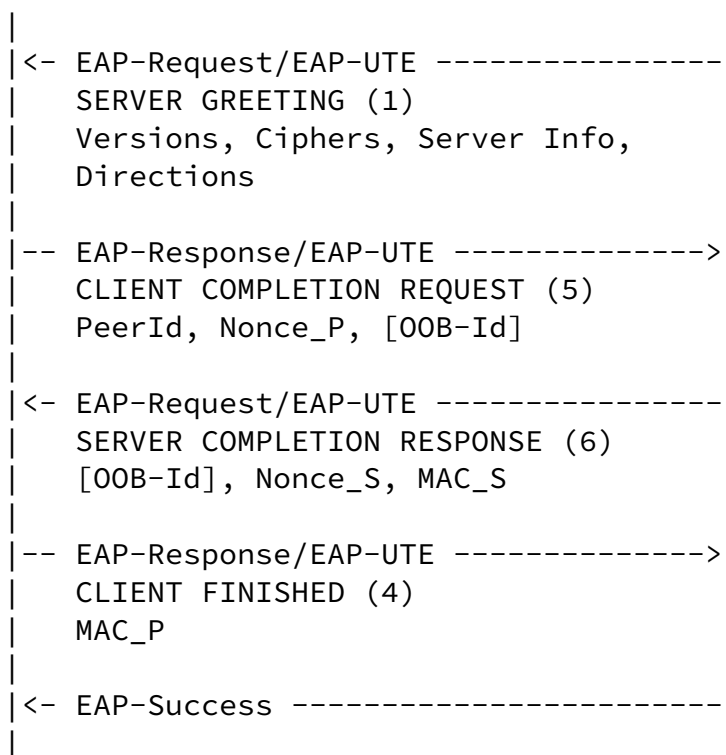 |
|<- EAP-Request/EAP-UTE ----------------
|   SERVER GREETING (1)
|   Versions, Ciphers, Server Info,
|   Directions
|
|-- EAP-Response/EAP-UTE -------------->
|   CLIENT COMPLETION REQUEST (5)
|   PeerId, Nonce_P, [OOB-Id]
|
|<- EAP-Request/EAP-UTE ----------------
|   SERVER COMPLETION RESPONSE (6)
|   [OOB-Id], Nonce_S, MAC_S
|
|-- EAP-Response/EAP-UTE -------------->
|   CLIENT FINISHED (4)
|   MAC_P
|
|<- EAP-Success ------------------------
|